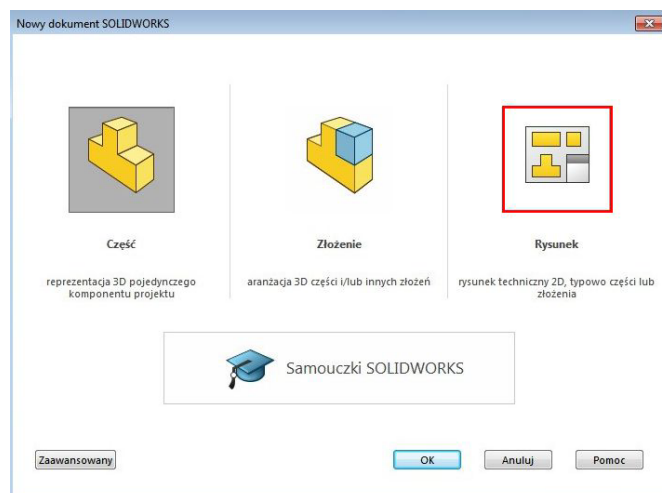 Nowy dokument SOLIDWORKS
Część
reprezentacja 3D pojedynczego
komponentu projektu
Złożenie
aranżacja 3D części i/lub innych złożeń
Rysunek
rysunek techniczny 2D, typowo części lub
złożenia
Samouczki SOLIDWORKS
Zaawansowany
OK
Anuluj
Pomoc